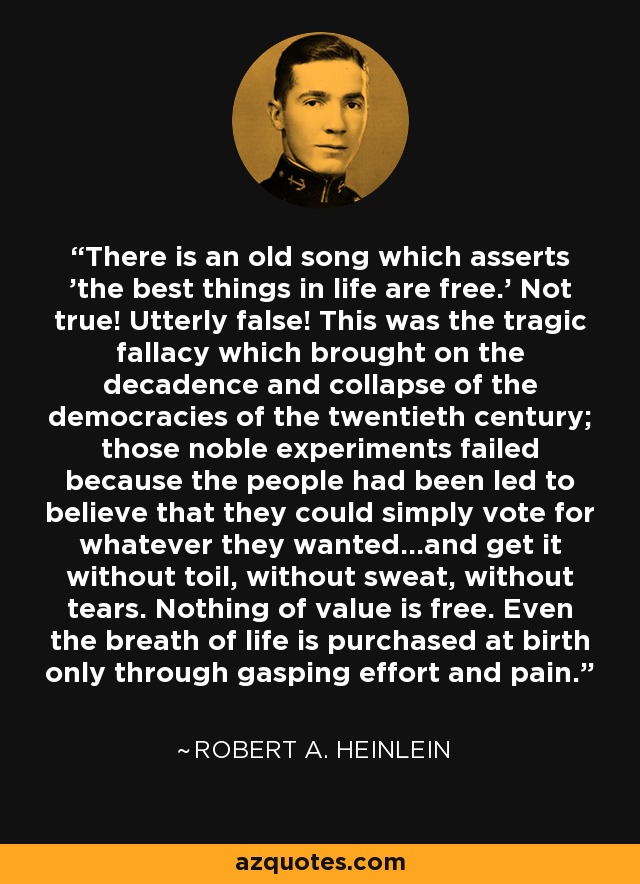 “There is an old song which asserts
’the best things in life are free.’ Not
true! Utterly false! This was the tragic
fallacy which brought on the
decadence and collapse of the
democracies of the twentieth century;
those noble experiments failed
because the people had been led to
believe that they could simply vote for
whatever they wanted...and get it
without toil, without sweat, without
tears. Nothing of value is free. Even
the breath of life is purchased at birth
only through gasping effort and pain.”
~ROBERT A. HEINLEIN
azquotes.com